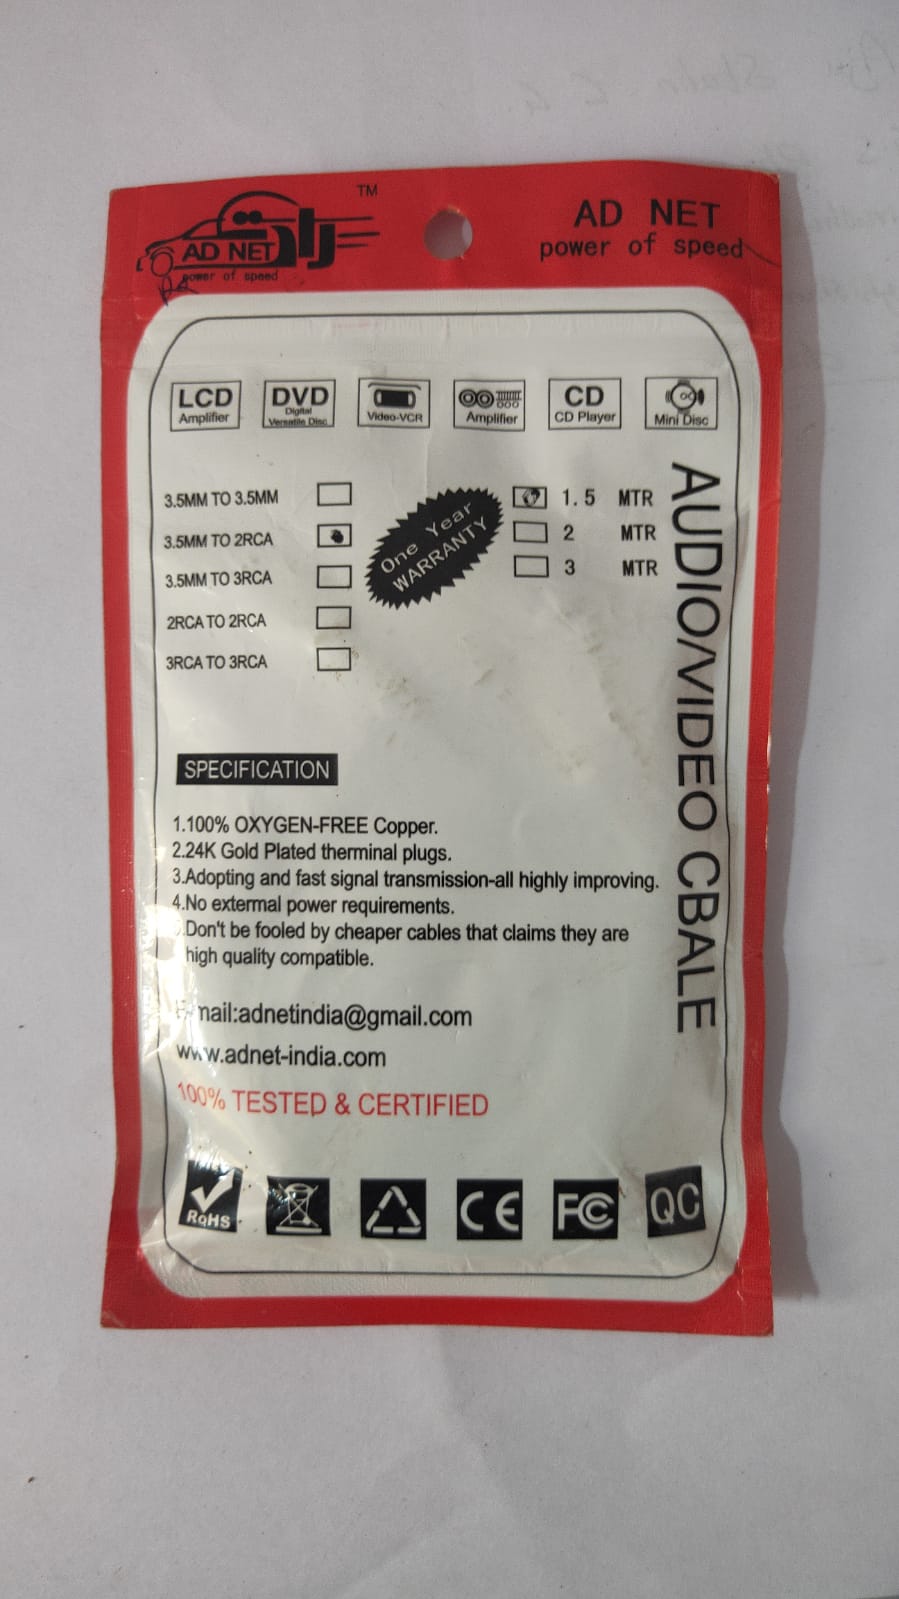 TM
AD NET
power of speed
AD NET
power of speed
LCD
Amplifier
DVD
Digital
Versatile Disc
Video-VCR
Amplifier
CD
CD Player
Mini Disc
3.5MM TO 3.5MM
3.5MM TO 2RCA
3.5MM TO 3RCA
2RCA TO 2RCA
3RCA TO 3RCA
One Year
WARRANTY
1.5 MTR
2 MTR
3 MTR
AUDIO/VIDEO CBALE
SPECIFICATION
1.100% OXYGEN-FREE Copper.
2.24K Gold Plated therminal plugs.
3.Adopting and fast signal transmission-all highly improving.
4.No extermal power requirements.
Don't be fooled by cheaper cables that claims they are
high quality compatible.
E-mail:adnetindia@gmail.com
www.adnet-india.com
100% TESTED & CERTIFIED
RoHS
CE
FC
QC